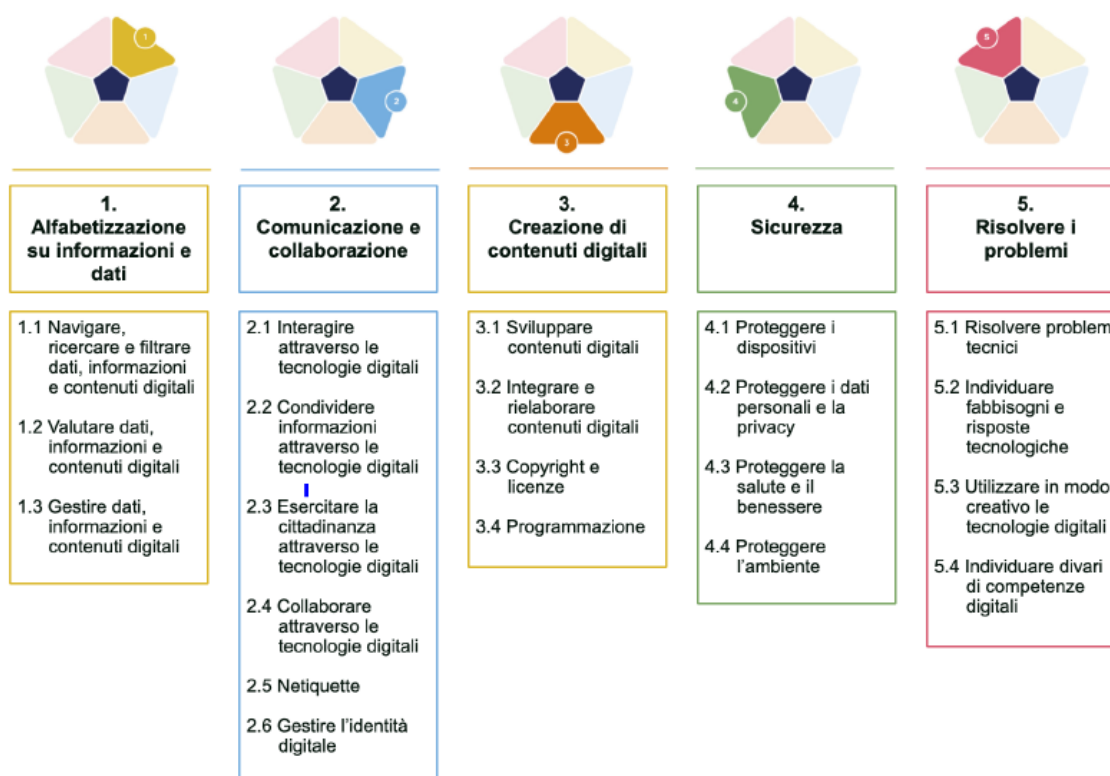 1
2
3
4
5
1.
Alfabetizzazione
su informazioni e
dati
2.
Comunicazione e
collaborazione
3.
Creazione di
contenuti digitali
4.
Sicurezza
5.
Risolvere i
problemi
1.1 Navigare,
ricercare e filtrare
dati, informazioni
e contenuti digitali
1.2 Valutare dati,
informazioni e
contenuti digitali
1.3 Gestire dati,
informazioni e
contenuti digitali
2.1 Interagire
attraverso le
tecnologie digitali
2.2 Condividere
informazioni
attraverso le
tecnologie digitali
2.3 Esercitare la
cittadinanza
attraverso le
tecnologie digitali
2.4 Collaborare
attraverso le
tecnologie digitali
2.5 Netiquette
2.6 Gestire l'identità
digitale
3.1 Sviluppare
contenuti digitali
3.2 Integrare e
rielaborare
contenuti digitali
3.3 Copyright e
licenze
3.4 Programmazione
4.1 Proteggere i
dispositivi
4.2 Proteggere i dati
personali e la
privacy
4.3 Proteggere la
salute e il
benessere
4.4 Proteggere
l'ambiente
5.1 Risolvere problem
tecnici
5.2 Individuare
fabbisogni e
risposte
tecnologiche
5.3 Utilizzare in modo
creativo le
tecnologie digitali
5.4 Individuare divari
di competenze
digitali